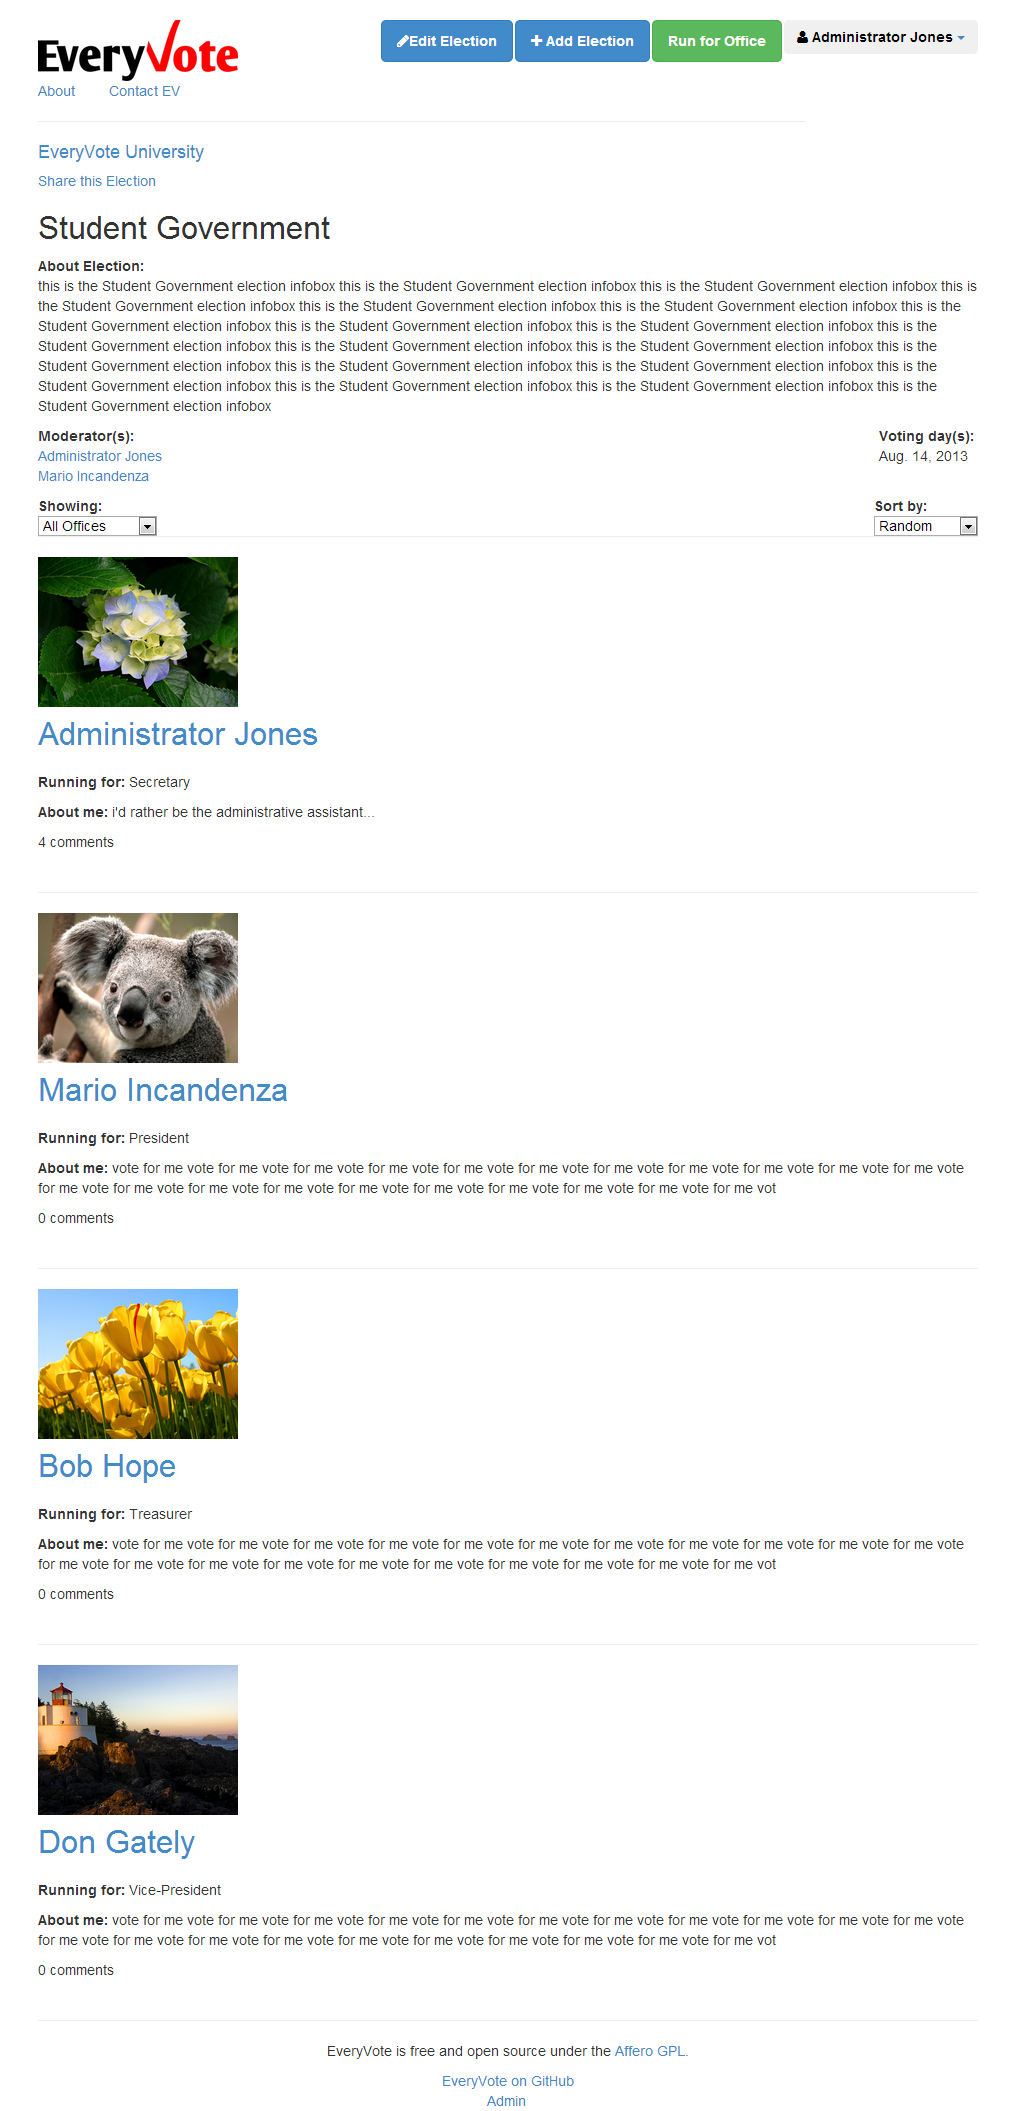 EveryVote
Edit Election
Add Election
Run for Office
Administrator Jones
About
Contact EV
EveryVote University
Share this Election
Student Government
About Election:
this is the Student Government election infobox this is the Student Government election infobox this is the Student Government election infobox this is
the Student Government election infobox this is the Student Government election infobox this is the Student Government election infobox this is the
Student Government election infobox this is the Student Government election infobox this is the Student Government election infobox this is the
Student Government election infobox this is the Student Government election infobox this is the Student Government election infobox this is the
Student Government election infobox this is the Student Government election infobox this is the Student Government election infobox this is the
Student Government election infobox this is the Student Government election infobox this is the Student Government election infobox this is the
Student Government election infobox
Moderator(s):
Administrator Jones
Mario Incandenza
Voting day(s):
Aug. 14, 2013
Showing:
All Offices
Sort by:
Random
Administrator Jones
Running for: Secretary
About me: i'd rather be the administrative assistant...
4 comments
Mario Incandenza
Running for: President
About me: vote for me vote for me vote for me vote for me vote for me vote for me vote for me vote for me vote for me vote for me vote for me vote
for me vote for me vote for me vote for me vote for me vote for me vote for me vote for me vote for me vote for me vot
0 comments
Bob Hope
Running for: Treasurer
About me: vote for me vote for me vote for me vote for me vote for me vote for me vote for me vote for me vote for me vote for me vote for me vote
for me vote for me vote for me vote for me vote for me vote for me vote for me vote for me vote for me vote for me vot
0 comments
Don Gately
Running for: Vice-President
About me: vote for me vote for me vote for me vote for me vote for me vote for me vote for me vote for me vote for me vote for me vote for me vote
for me vote for me vote for me vote for me vote for me vote for me vote for me vote for me vote for me vote for me vot
0 comments
EveryVote is free and open source under the Affero GPL.
EveryVote on GitHub
Admin